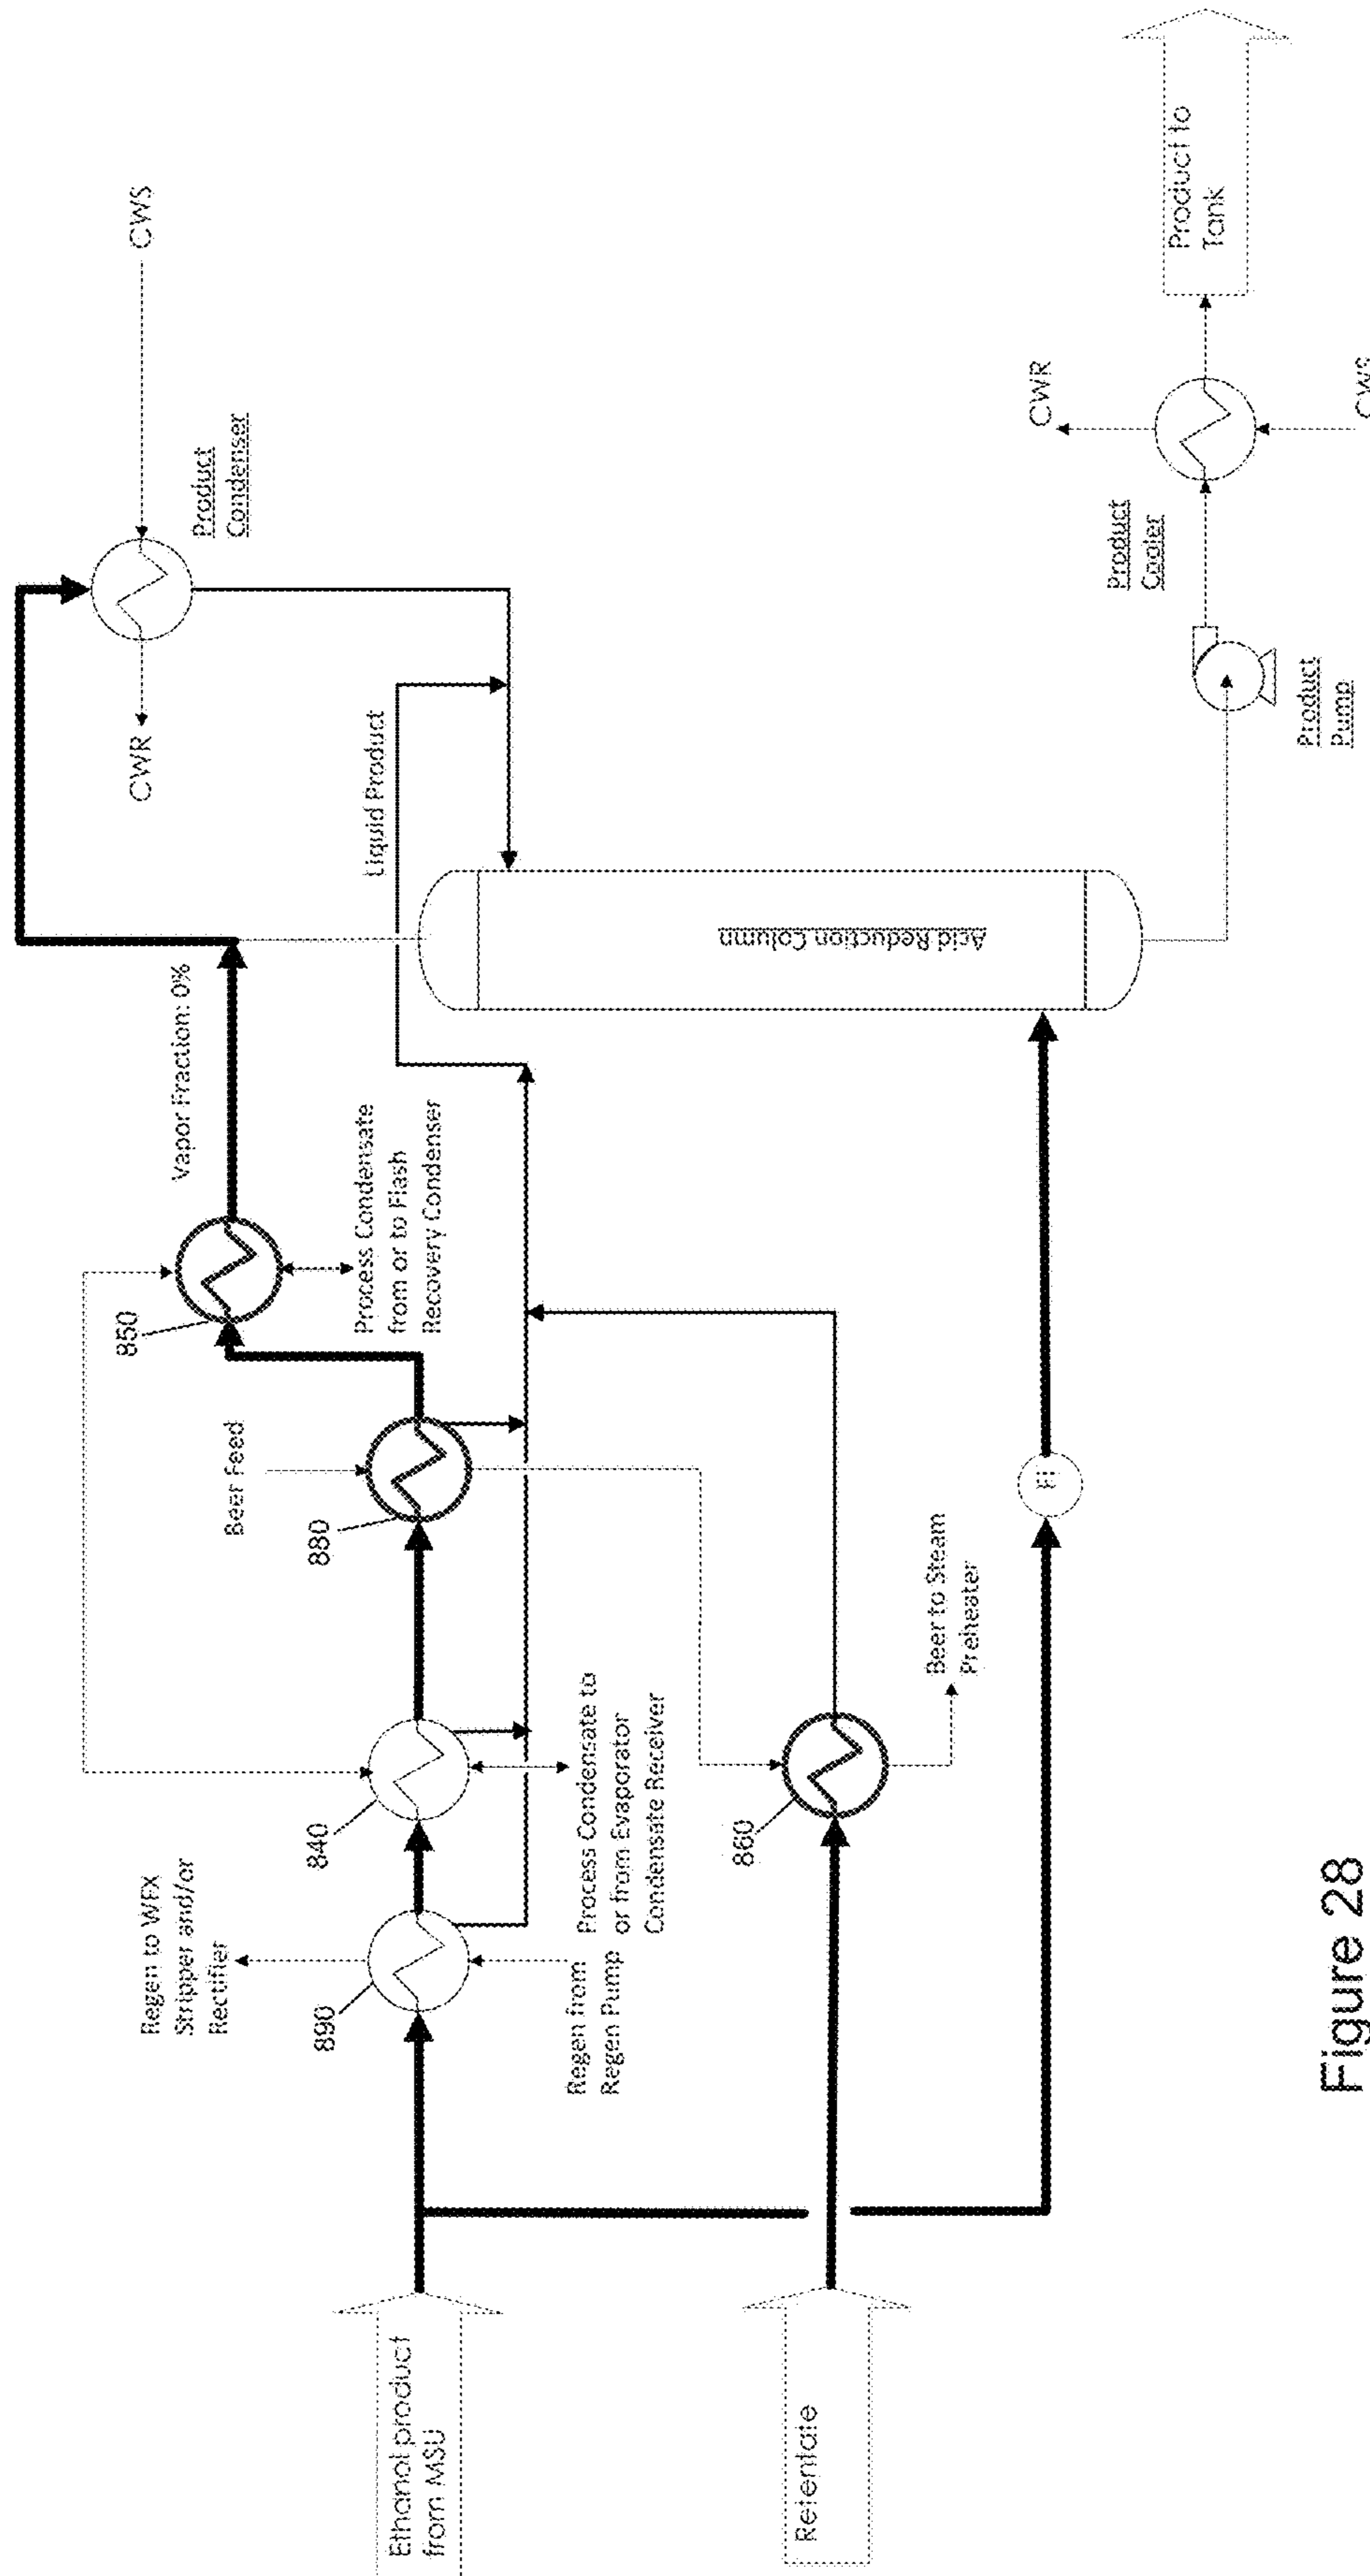 Ethanol product
from MSU
Retentate
Regen to WFX
Stripper and/or
Rectifier
890
Regen from
Regen Pump
840
Process Condensate to
or from Evaporator
Condensate Receiver
Beer Feed
880
850
Process Condensate
from or to Flash
Recovery Condenser
Vapor Fraction: 0%
860
Beer to Steam
Preheater
FI
Liquid Product
CWR
Product
Condenser
CWS
Acid Reduction Column
Product
Pump
Product
Cooler
CWR
CWS
Product to
Tank
Figure 28